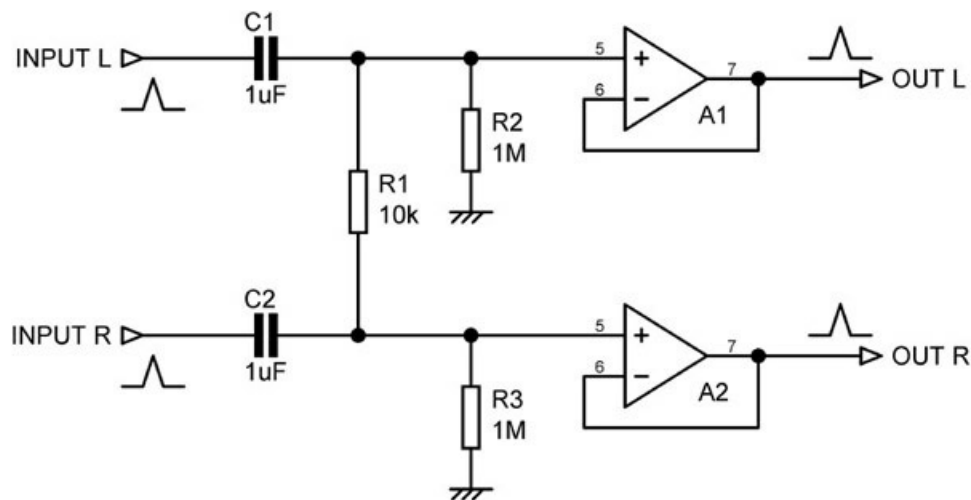 C1
INPUT L
1uF
5
6
+
−
7
A1
OUT L
R2
1M
R1
10k
C2
INPUT R
1uF
5
6
+
−
7
A2
OUT R
R3
1M